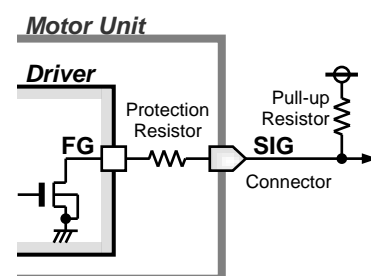 Motor Unit
Driver
Protection
Resistor
Pull-up
Resistor
FG
SIG
Connector